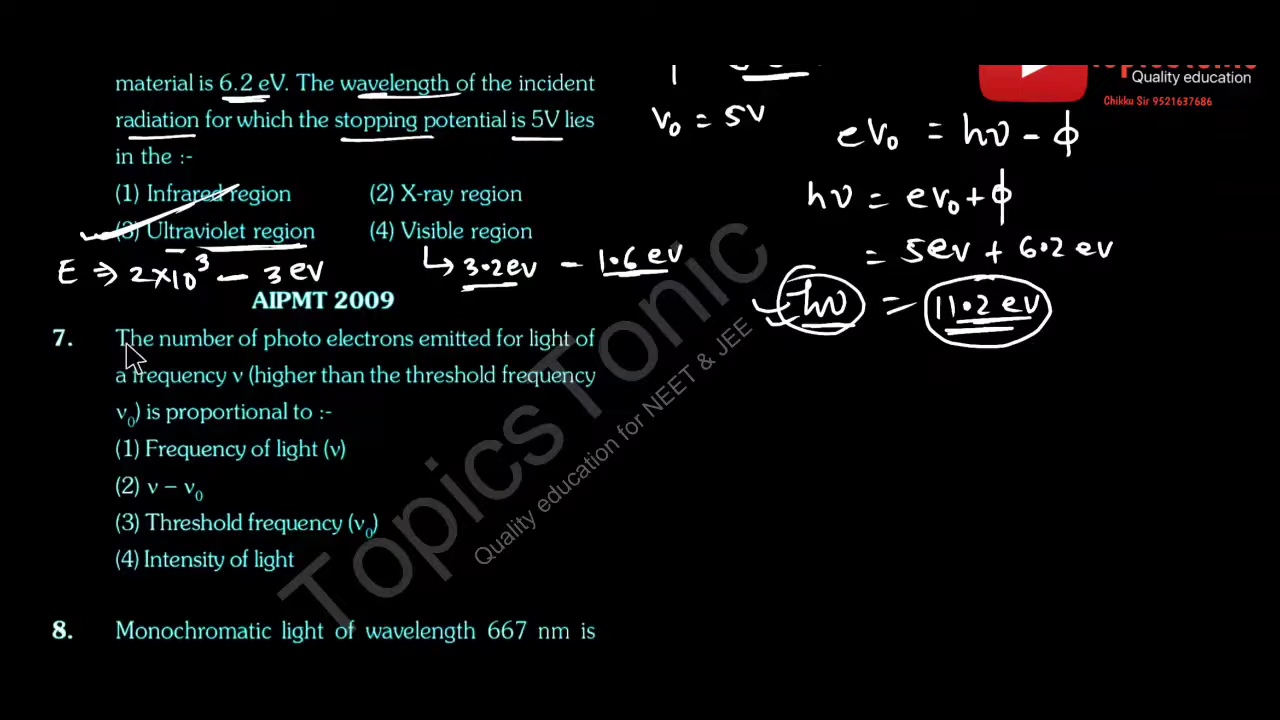 material is 6.2 eV. The wavelength of the incident
radiation for which the stopping potential is 5V lies
in the :-
(1) Infrared region (2) X-ray region
(3) Ultraviolet region (4) Visible region
E ⇒ 2×10³ – 3 eV
↳ 3.2 eV – 1.6 eV
AIPMT 2009
7. The number of photo electrons emitted for light of
a frequency ν (higher than the threshold frequency
ν₀) is proportional to :-
(1) Frequency of light (ν)
(2) ν – ν₀
(3) Threshold frequency (ν₀)
(4) Intensity of light
8. Monochromatic light of wavelength 667 nm is
V₀ = 5V
eV₀ = hν – ϕ
hν = eV₀ + ϕ
= 5eV + 6.2 eV
hν = 11.2 eV
Quality education
Chikku Sir 9521637686
TopicsTonic
Quality education for NEET & JEE